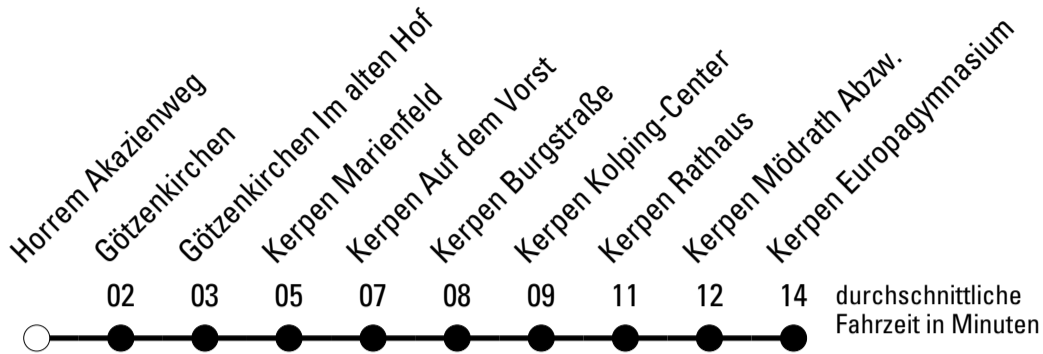 Horrem Akazienweg
Götzenkirchen
Götzenkirchen Im alten Hof
Kerpen Marienfeld
Kerpen Auf dem Vorst
Kerpen Burgstraße
Kerpen Kolping-Center
Kerpen Rathaus
Kerpen Mödrath Abzw.
Kerpen Europagymnasium
02 03 05 07 08 09 11 12 14
durchschnittliche
Fahrzeit in Minuten